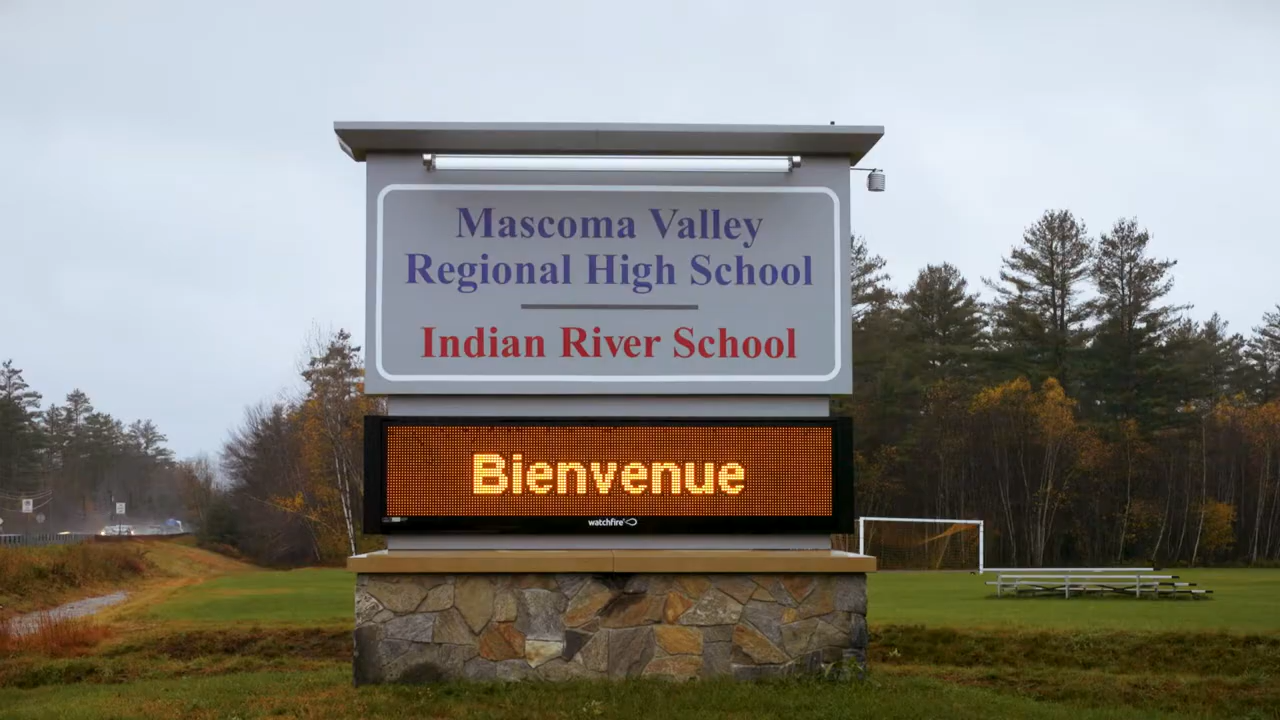 Mascoma Valley
Regional High School
Indian River School
Bienvenue
watchfire